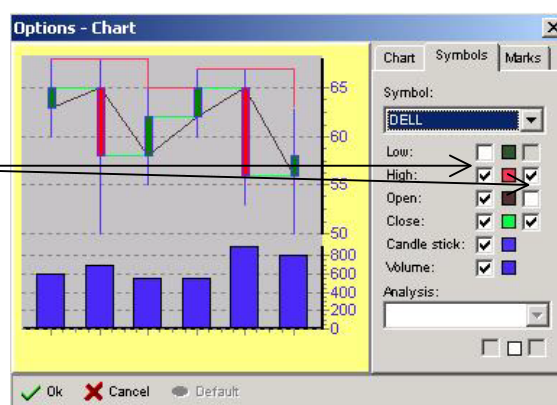 Options - Chart
Chart Symbols Marks
Symbol:
DELL
Low:
High:
Open:
Close:
Candle stick:
Volume:
Analysis:
65
60
55
50
800
600
400
200
0
Ok Cancel Default